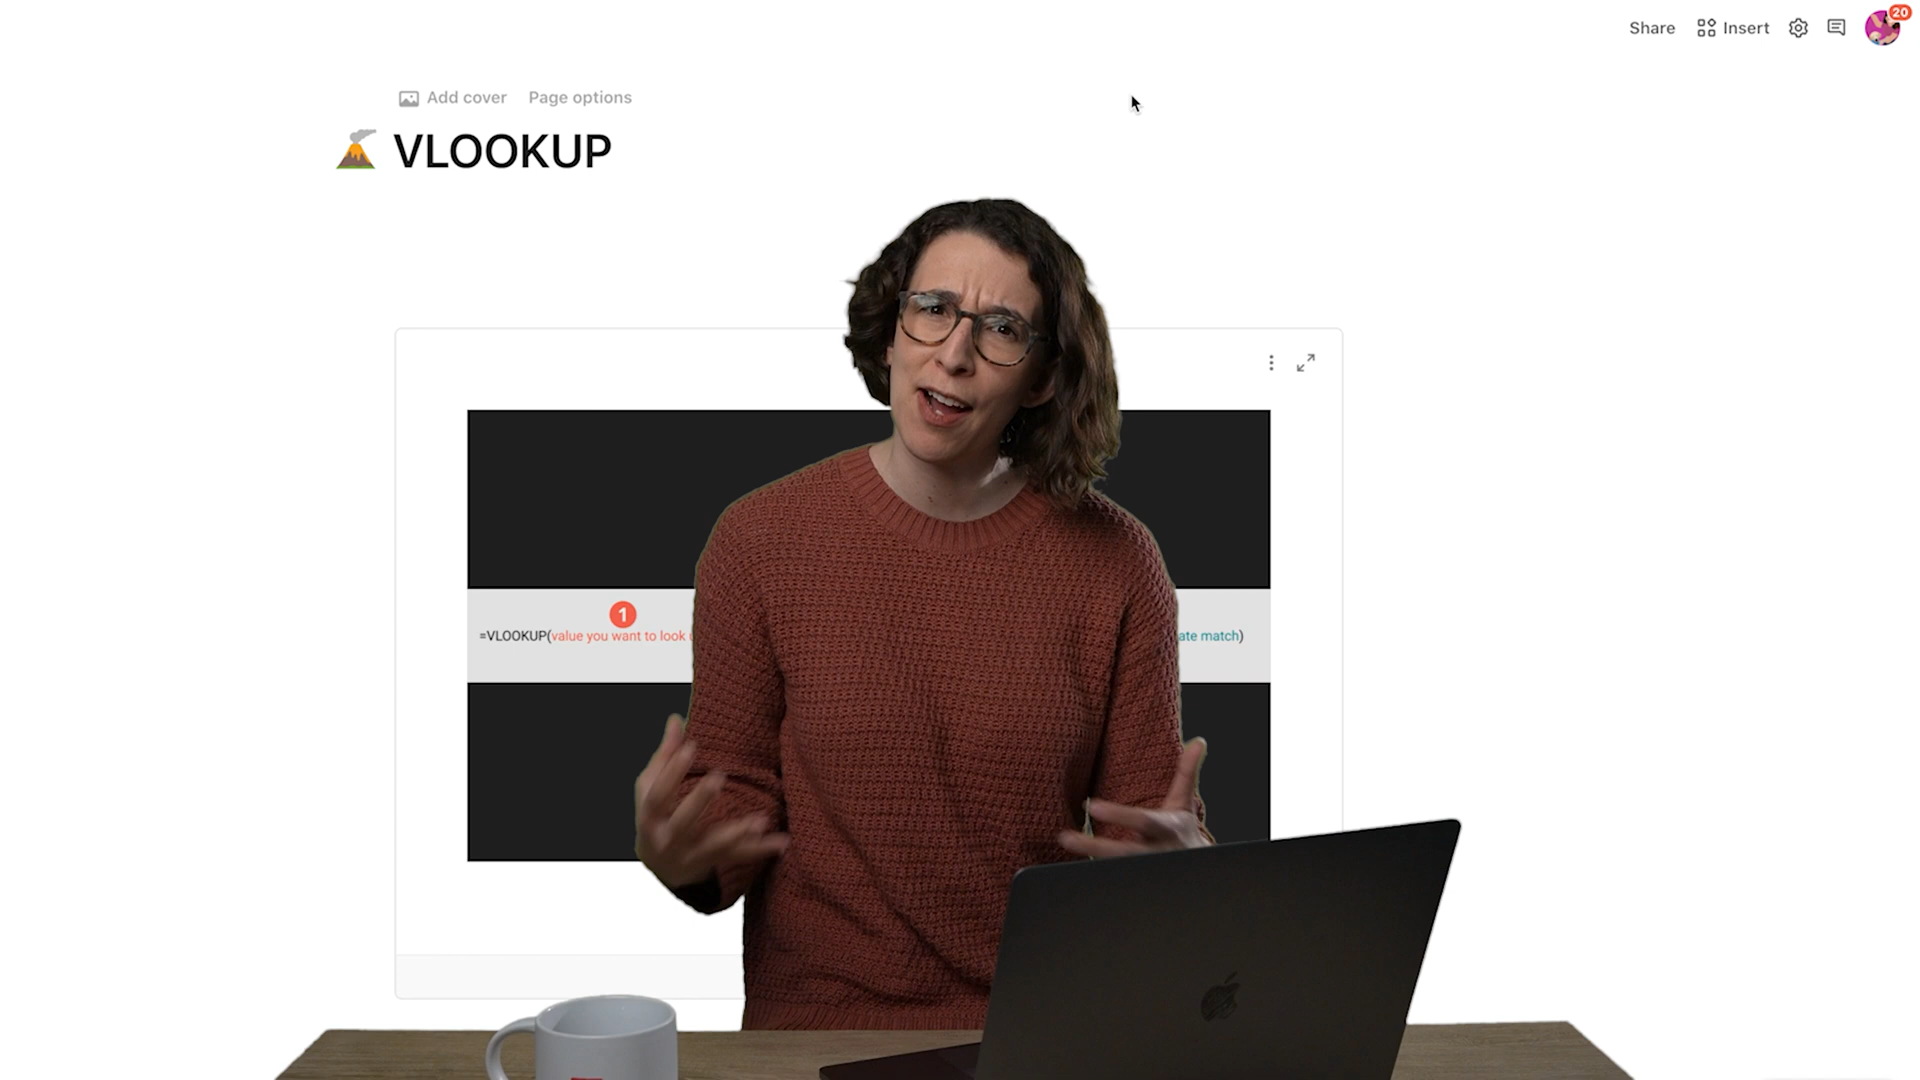 Share Insert 20
Add cover Page options
VLOOKUP
1
=VLOOKUP(value you want to look ate match)